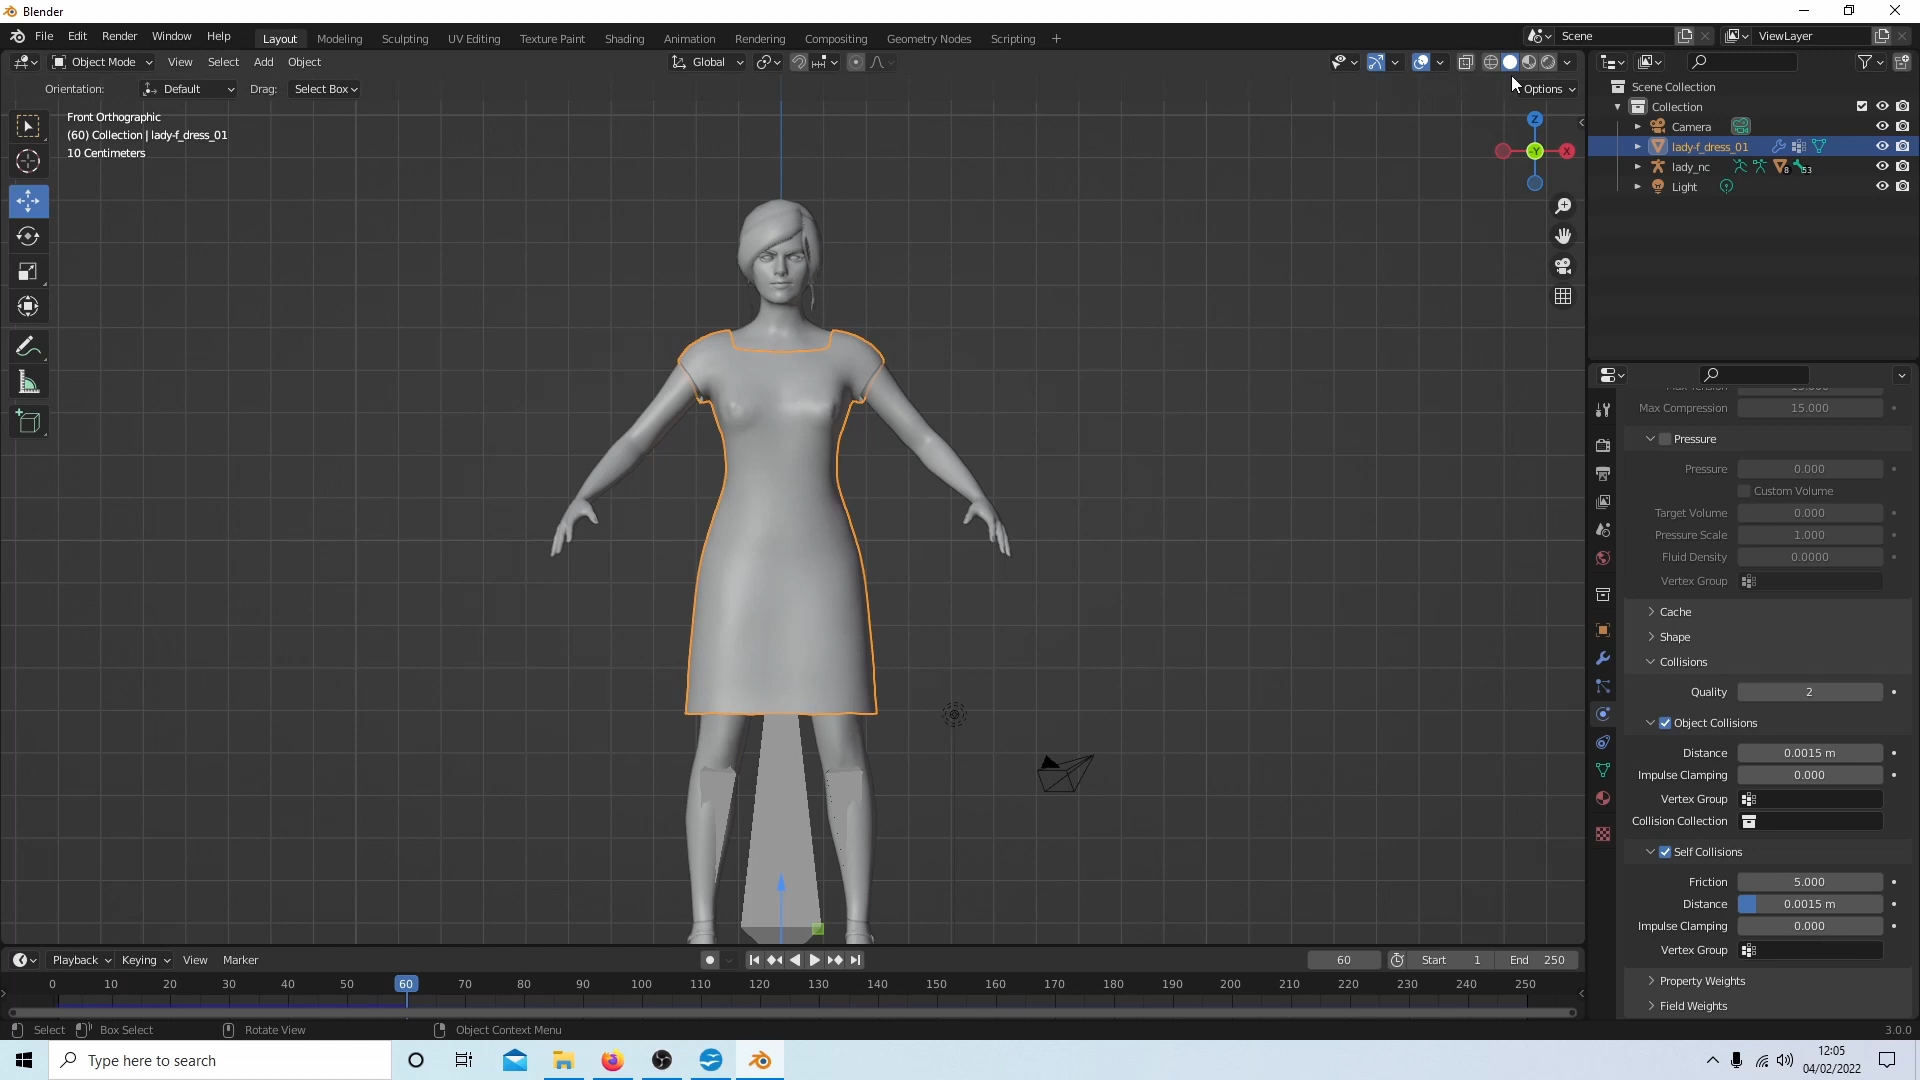 Blender
File Edit Render Window Help
Layout Modeling Sculpting UV Editing Texture Paint Shading Animation Rendering Compositing Geometry Nodes Scripting +
Scene
ViewLayer
Object Mode View Select Add Object
Global
Orientation: Default Drag: Select Box
Options
Front Orthographic
(60) Collection | lady-f_dress_01
10 Centimeters
Z
-Y
X
Scene Collection
Collection
Camera
lady-f_dress_01
lady_nc 8 53
Light
Max Compression 15.000
Pressure
Pressure 0.000
Custom Volume
Target Volume 0.000
Pressure Scale 1.000
Fluid Density 0.0000
Vertex Group
Cache
Shape
Collisions
Quality 2
Object Collisions
Distance 0.0015 m
Impulse Clamping 0.000
Vertex Group
Collision Collection
Self Collisions
Friction 5.000
Distance 0.0015 m
Impulse Clamping 0.000
Vertex Group
Property Weights
Field Weights
Playback Keying View Marker
60 Start 1 End 250
0 10 20 30 40 50 60 70 80 90 100 110 120 130 140 150 160 170 180 190 200 210 220 230 240 250
Select Box Select Rotate View Object Context Menu
3.0.0
Type here to search
12:05
04/02/2022